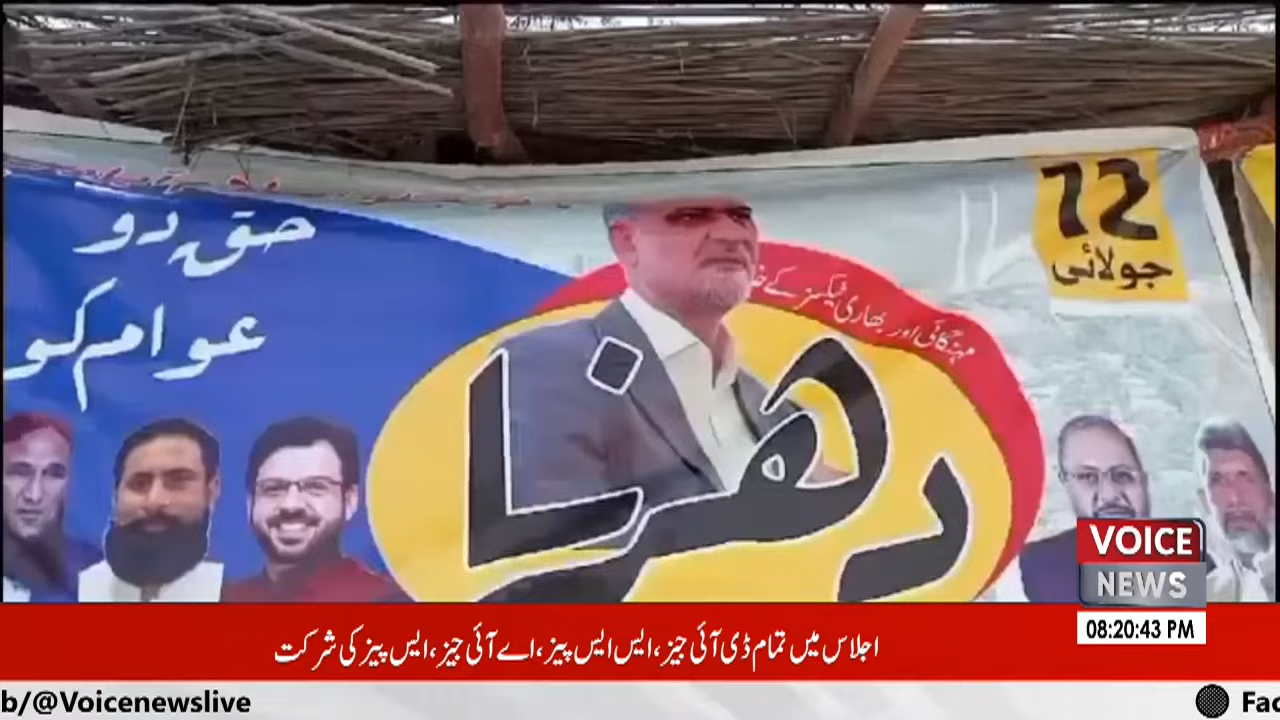 حق دو
عوام کو
12
جولائی
مہنگائی اور بھاری ٹیکسز کے
دھرنا
VOICE
NEWS
08:20:43 PM
اجلاس میں تمام ڈی آئی جیز، ایس ایس پیز، اے آئی جیز، ایس پیز کی شرکت
b/@Voicenewslive
Fac